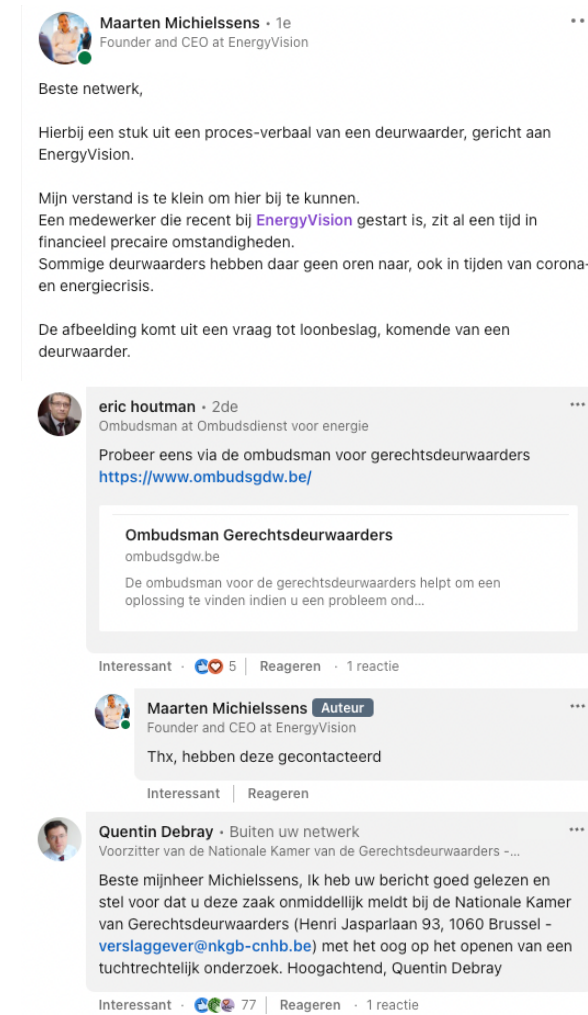 Maarten Michielssens • 1e
Founder and CEO at EnergyVision
Beste netwerk,
Hierbij een stuk uit een proces-verbaal van een deurwaarder, gericht aan
EnergyVision.
Mijn verstand is te klein om hier bij te kunnen.
Een medewerker die recent bij EnergyVision gestart is, zit al een tijd in
financieel precaire omstandigheden.
Sommige deurwaarders hebben daar geen oren naar, ook in tijden van corona-
en energiecrisis.
De afbeelding komt uit een vraag tot loonbeslag, komende van een
deurwaarder.
eric houtman • 2de
Ombudsman at Ombudsdienst voor energie
Probeer eens via de ombudsman voor gerechtsdeurwaarders
https://www.ombudsgdw.be/
Ombudsman Gerechtsdeurwaarders
ombudsgdw.be
De ombudsman voor de gerechtsdeurwaarders helpt om een
oplossing te vinden indien u een probleem ond...
Interessant · 5 | Reageren · 1 reactie
Maarten Michielssens Auteur
Founder and CEO at EnergyVision
Thx, hebben deze gecontacteerd
Interessant | Reageren
Quentin Debray • Buiten uw netwerk
Voorzitter van de Nationale Kamer van de Gerechtsdeurwaarders -...
Beste mijnheer Michielssens, Ik heb uw bericht goed gelezen en
stel voor dat u deze zaak onmiddellijk meldt bij de Nationale Kamer
van Gerechtsdeurwaarders (Henri Jasparlaan 93, 1060 Brussel -
verslaggever@nkgb-cnhb.be) met het oog op het openen van een
tuchtrechtelijk onderzoek. Hoogachtend, Quentin Debray
Interessant · 77 | Reageren · 1 reactie